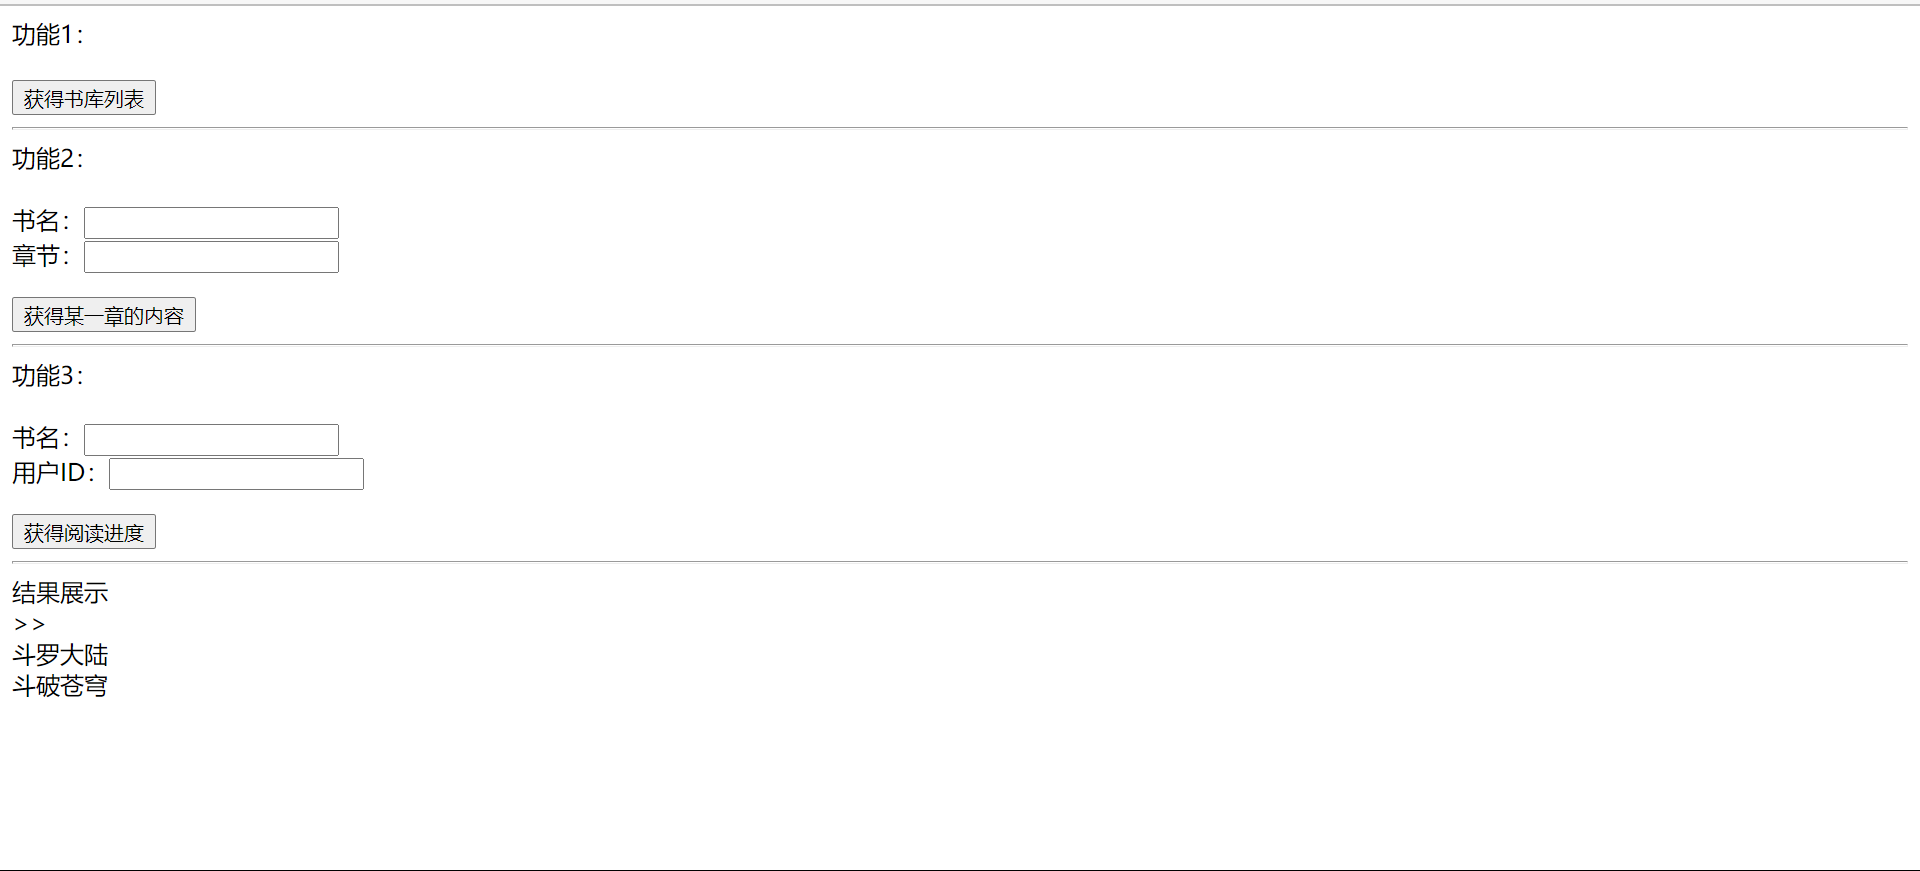 功能1：
获得书库列表
功能2：
书名：
章节：
获得某一章的内容
功能3：
书名：
用户ID：
获得阅读进度
结果展示
>>
斗罗大陆
斗破苍穹